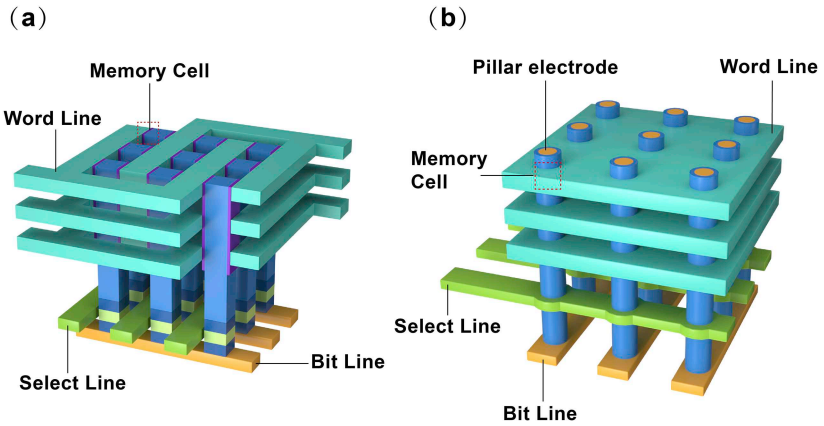 (a)
Memory Cell
Word Line
Select Line
Bit Line
(b)
Pillar electrode
Word Line
Memory
Cell
Select Line
Bit Line